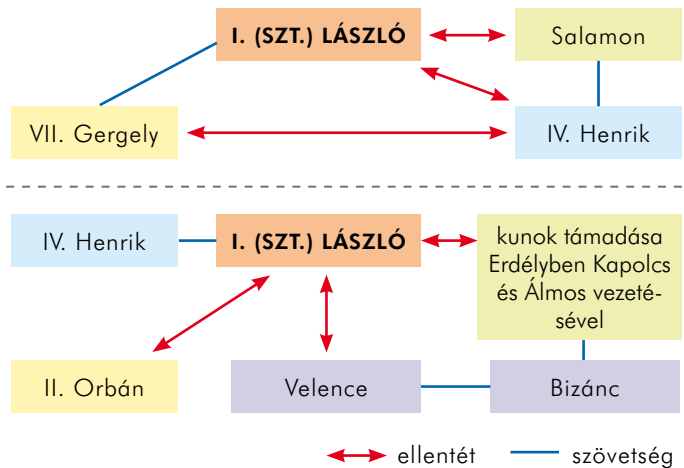 I. (SZT.) LÁSZLÓ
Salamon
VII. Gergely
IV. Henrik
IV. Henrik
I. (SZT.) LÁSZLÓ
kunok támadása
Erdélyben Kapolcs
és Álmos vezeté-
sével
II. Orbán
Velence
Bizánc
ellentét
szövetség